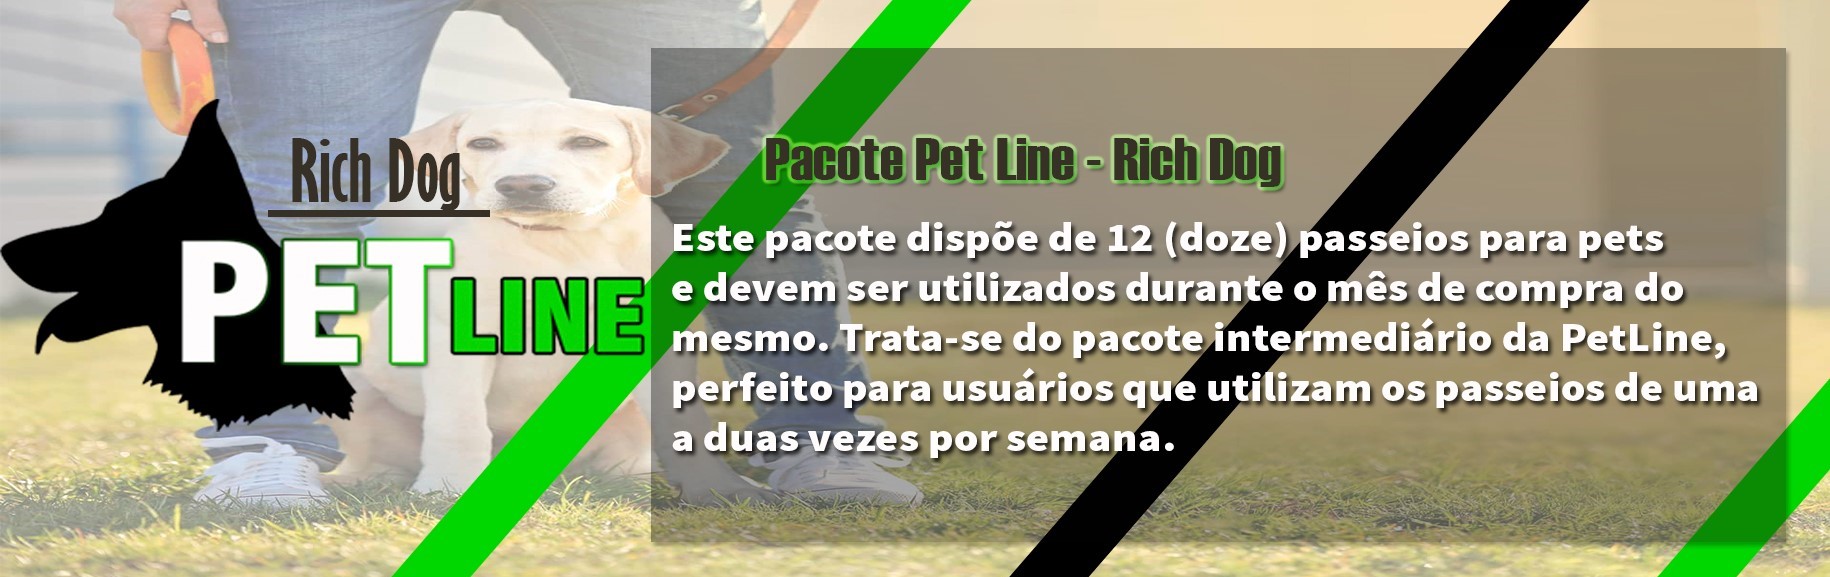 Rich Dog
PETLINE
Pacote Pet Line - Rich Dog
Este pacote dispõe de 12 (doze) passeios para pets
e devem ser utilizados durante o mês de compra do
mesmo. Trata-se do pacote intermediário da PetLine,
perfeito para usuários que utilizam os passeios de uma
a duas vezes por semana.